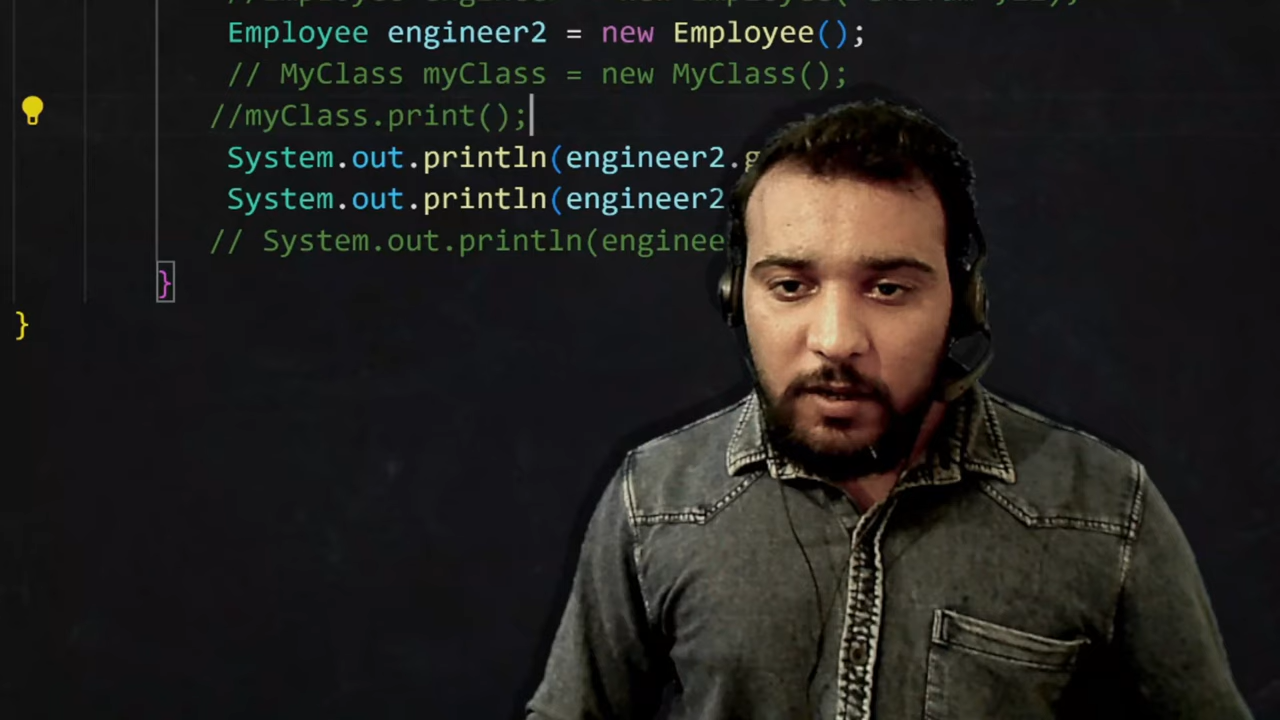 Employee engineer2 = new Employee();
// MyClass myClass = new MyClass();
//myClass.print();
System.out.println(engineer2.g
System.out.println(engineer2
// System.out.println(enginee
}
}